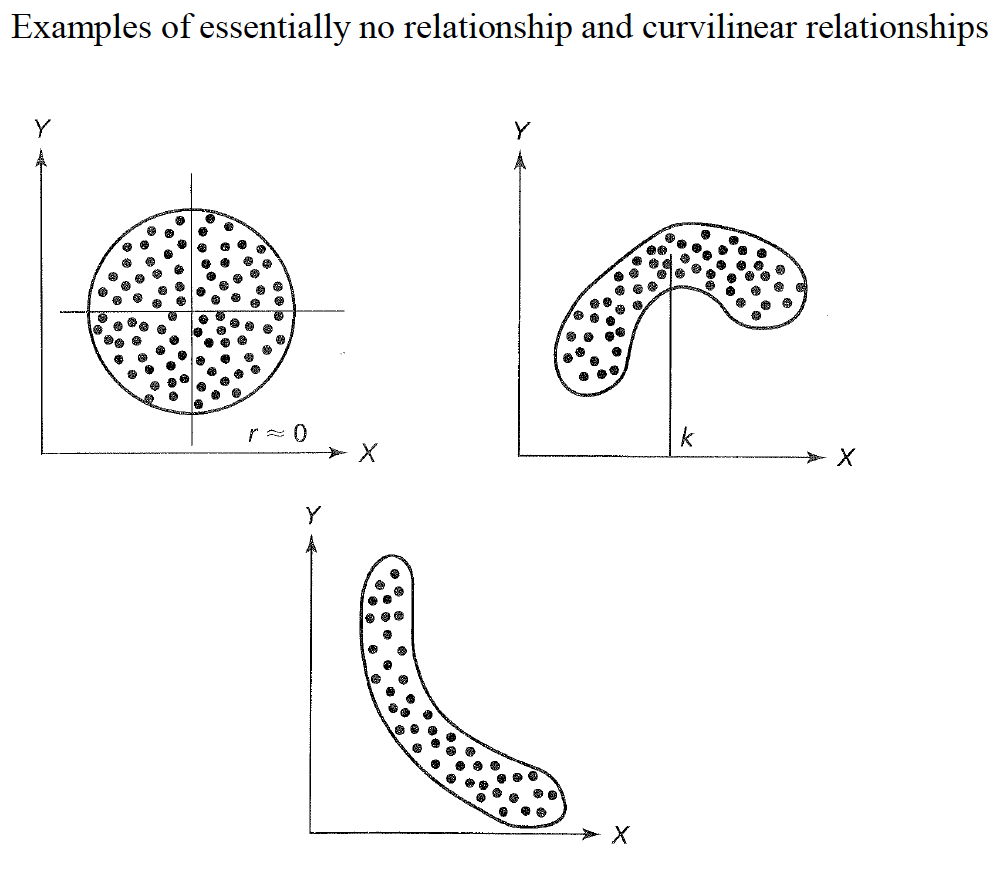 Examples of essentially no relationship and curvilinear relationships
Y
r ≈ 0
X
Y
k
X
Y
X